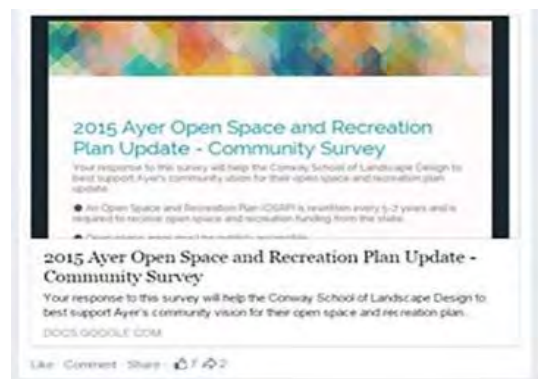 2015 Ayer Open Space and Recreation
Plan Update - Community Survey
Your response to this survey will help the Conway School of Landscape Design to
best support Ayer's community vision for their open space and recreation plan
update.
● An Open Space and Recreation Plan (OSRP) is rewritten every 5-7 years and is
required to receive open space and recreation funding from the state.
2015 Ayer Open Space and Recreation Plan Update -
Community Survey
Your response to this survey will help the Conway School of Landscape Design to
best support Ayer's community vision for their open space and recreation plan.
DOCS.GOOGLE.COM
Like Comment Share 7 2